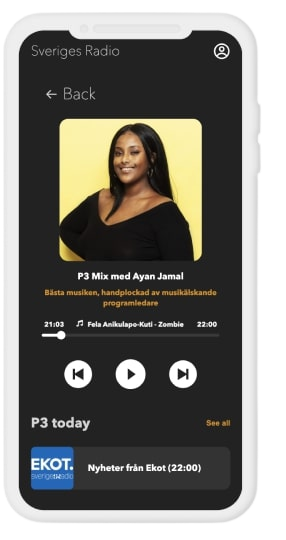 Sveriges Radio
← Back
P3 Mix med Ayan Jamal
Bästa musiken, handplockad av musikälskande
programledare
21:03 Fela Anikulapo-Kuti - Zombie 22:00
P3 today See all
EKOT.
sverigesradio
Nyheter från Ekot (22:00)